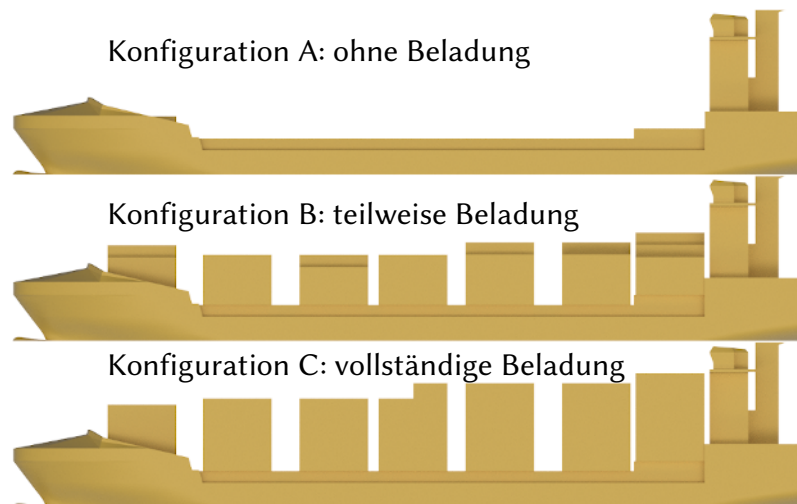 Konfiguration A: ohne Beladung
Konfiguration B: teilweise Beladung
Konfiguration C: vollständige Beladung